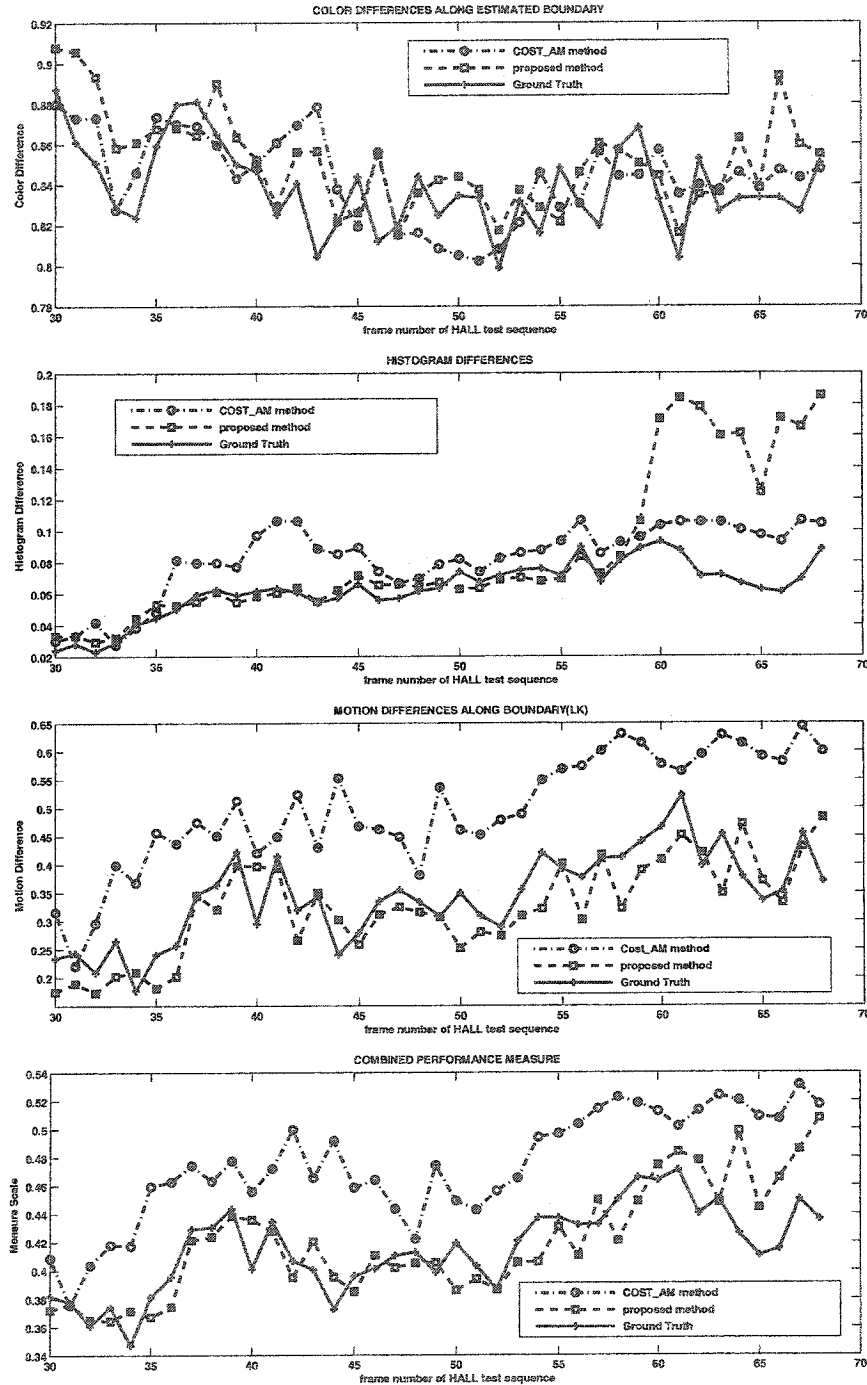 COLOR DIFFERENCES ALONG ESTIMATED BOUNDARY
0.92
0.9
0.88
0.86
0.84
0.82
0.8
0.78
Color Difference
COST_AM method
proposed method
Ground Truth
30 35 40 45 50 55 60 65 70
frame number of HALL test sequence
HISTOGRAM DIFFERENCES
0.2
0.18
0.16
0.14
0.12
0.1
0.08
0.06
0.04
0.02
Histogram Difference
COST_AM method
proposed method
Ground Truth
30 35 40 45 50 55 60 65 70
frame number of HALL test sequence
MOTION DIFFERENCES ALONG BOUNDARY(LK)
0.65
0.6
0.55
0.5
0.45
0.4
0.35
0.3
0.25
0.2
Motion Difference
Cost_AM method
proposed method
Ground Truth
30 35 40 45 50 55 60 65 70
frame number of HALL test sequence
COMBINED PERFORMANCE MEASURE
0.54
0.52
0.5
0.48
0.46
0.44
0.42
0.4
0.38
0.36
0.34
Measure Scale
COST_AM method
proposed method
Ground Truth
30 35 40 45 50 55 60 65 70
frame number of HALL test sequence